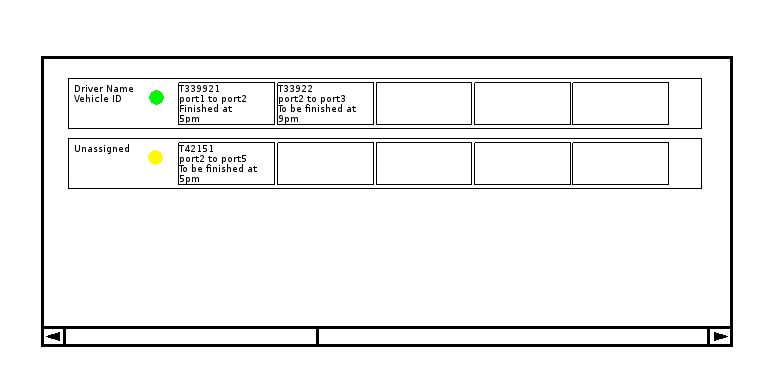 Driver Name
Vehicle ID
T339921
port1 to port2
Finished at
5pm
T33922
port2 to port3
To be finished at
9pm
Unassigned
T42151
port2 to port5
To be finished at
5pm